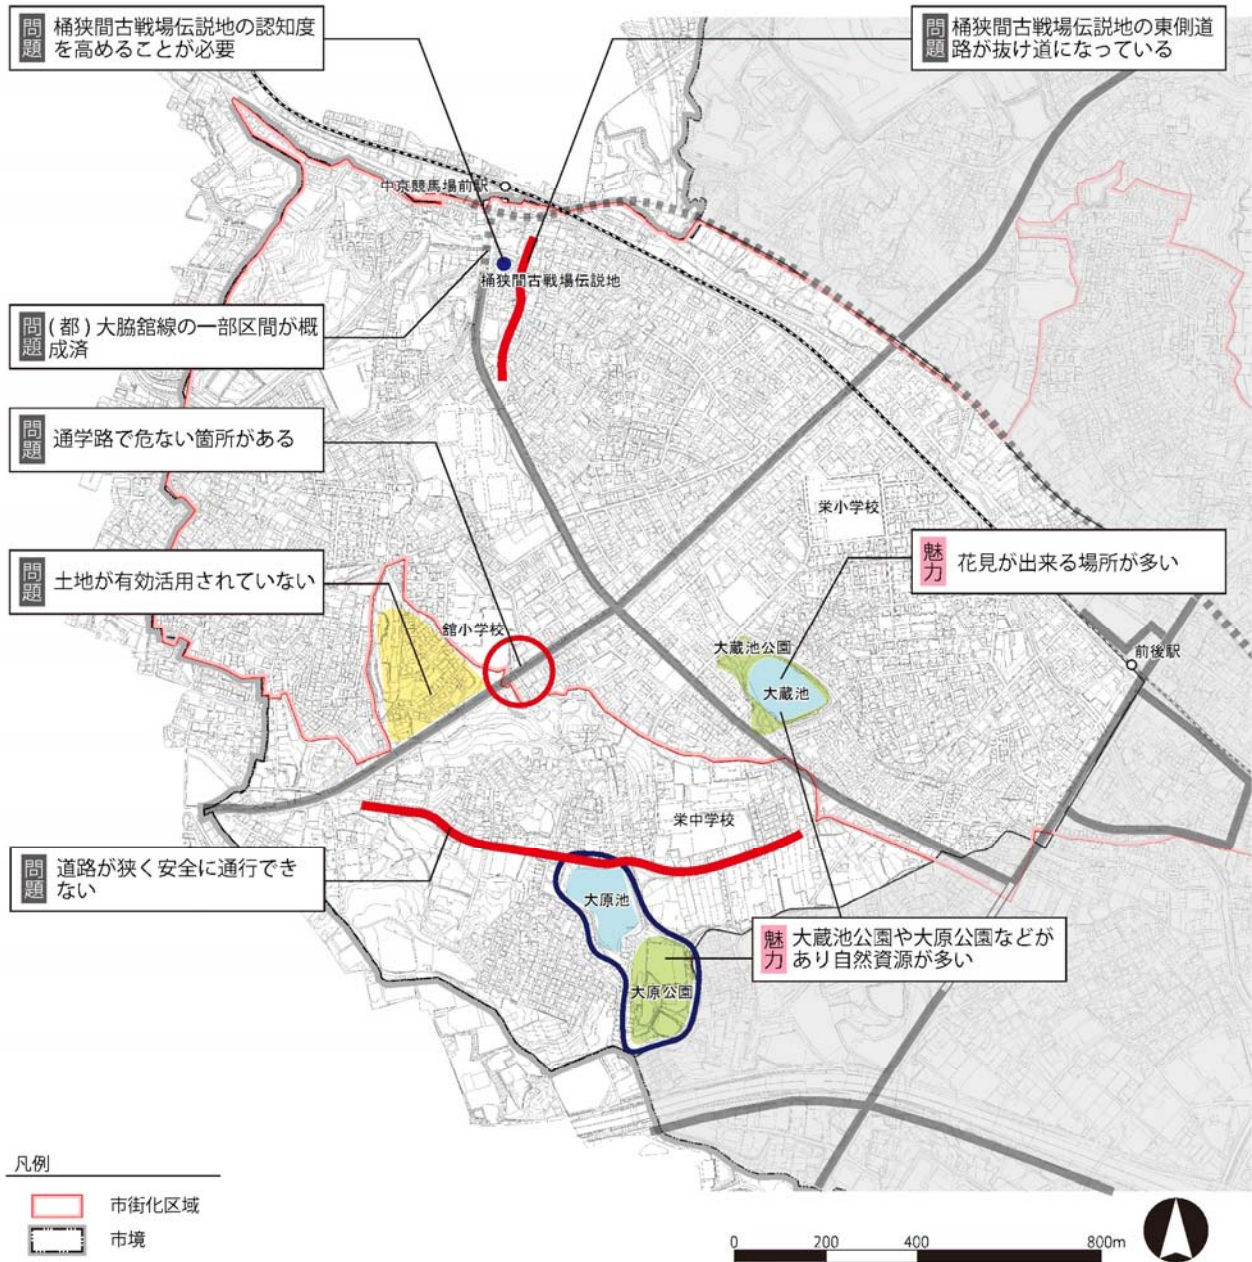 問題
桶狭間古戦場伝説地の認知度
を高めることが必要
問題
桶狭間古戦場伝説地の東側道
路が抜け道になっている
中京競馬場前駅
桶狭間古戦場伝説地
問題
(都)大脇舘線の一部区間が概
成済
問題
通学路で危ない箇所がある
栄小学校
魅力
花見が出来る場所が多い
問題
土地が有効活用されていない
舘小学校
大蔵池公園
大蔵池
前後駅
栄中学校
問題
道路が狭く安全に通行でき
ない
大原池
魅力
大蔵池公園や大原公園などが
あり自然資源が多い
大原公園
凡例
市街化区域
市境
0 200 400 800m